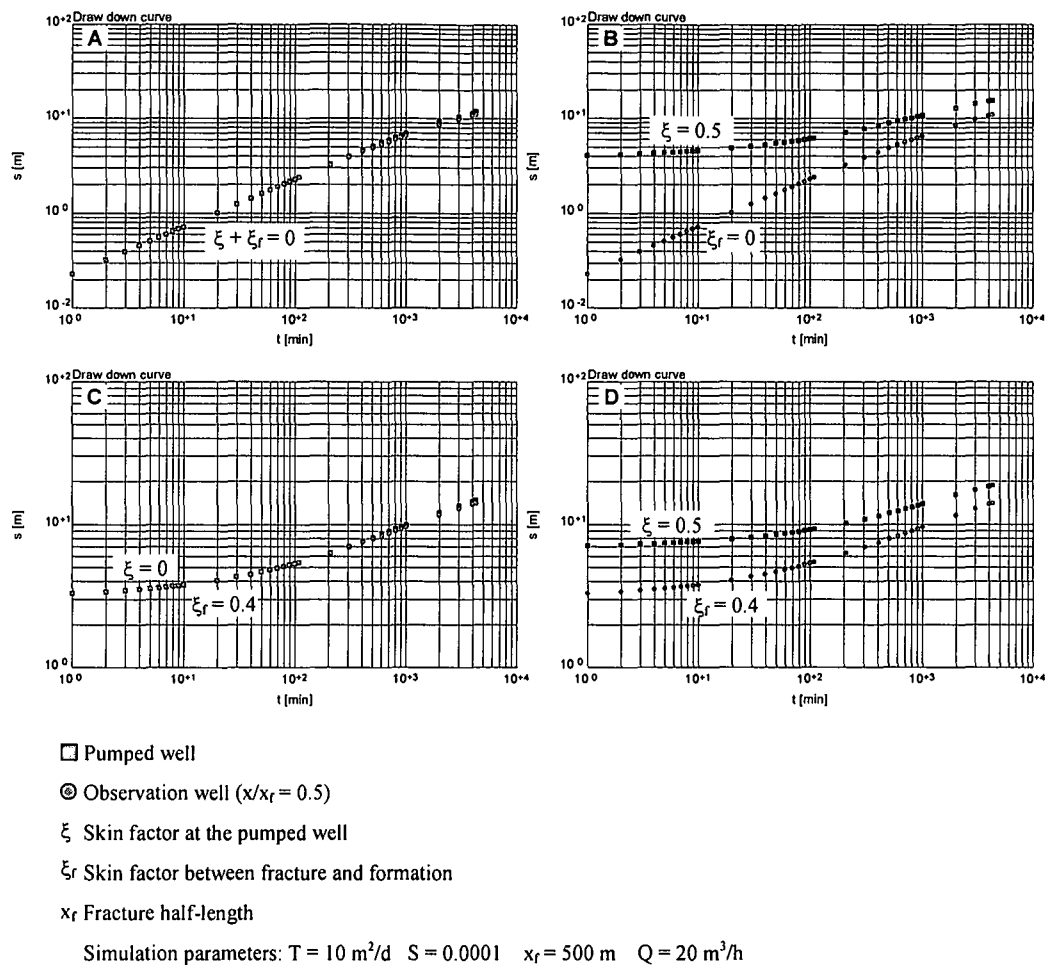 Draw down curve
A
10+2
10+1
10 0
10-2
s [m]
ξ + ξf = 0
10 0
10+1
10+2
10+3
10+4
t [min]
Draw down curve
B
10+2
10+1
10 0
10-2
s [m]
ξ = 0.5
ξf = 0
10 0
10+1
10+2
10+3
10+4
t [min]
Draw down curve
C
10+2
10+1
10 0
s [m]
ξ = 0
ξf = 0.4
10 0
10+1
10+2
10+3
10+4
t [min]
Draw down curve
D
10+2
10+1
10 0
s [m]
ξ = 0.5
ξf = 0.4
10 0
10+1
10+2
10+3
10+4
t [min]
Pumped well
Observation well (x/xf = 0.5)
ξ Skin factor at the pumped well
ξf Skin factor between fracture and formation
xf Fracture half-length
Simulation parameters: T = 10 m²/d S = 0.0001 xf = 500 m Q = 20 m³/h